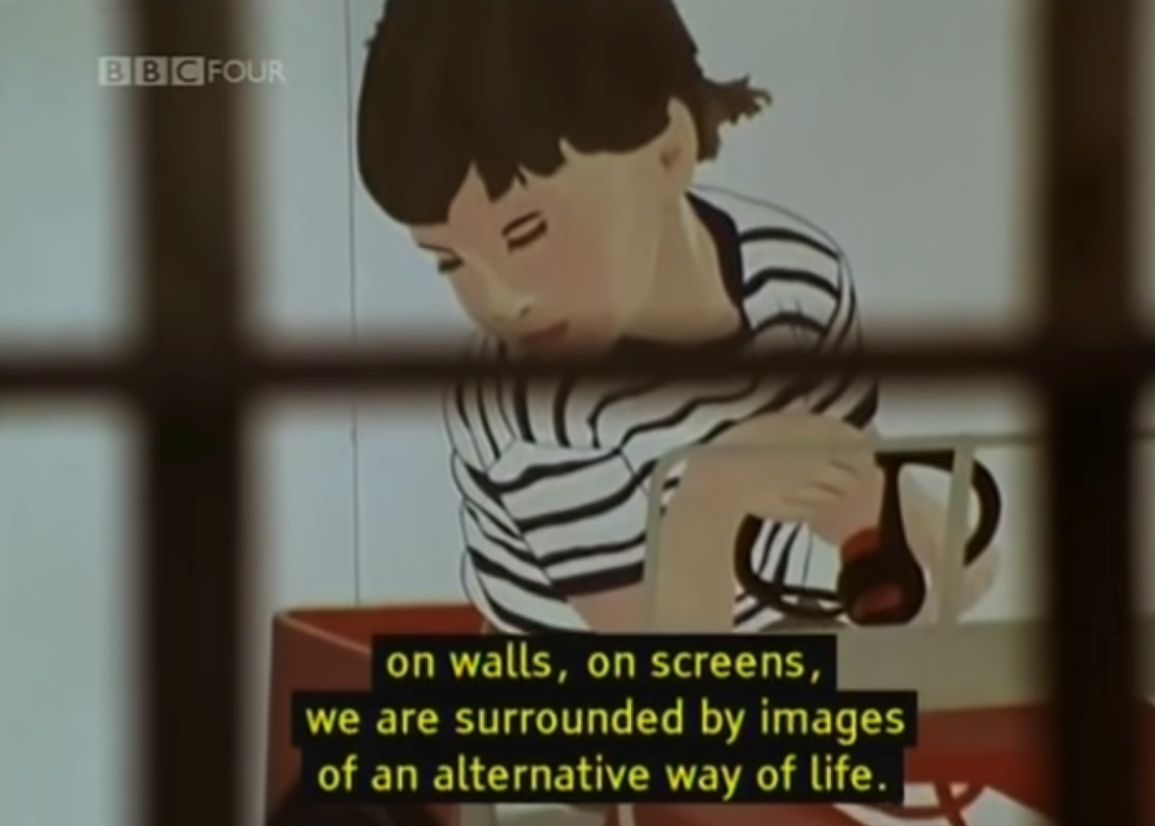 BBC FOUR
on walls, on screens,
we are surrounded by images
of an alternative way of life.